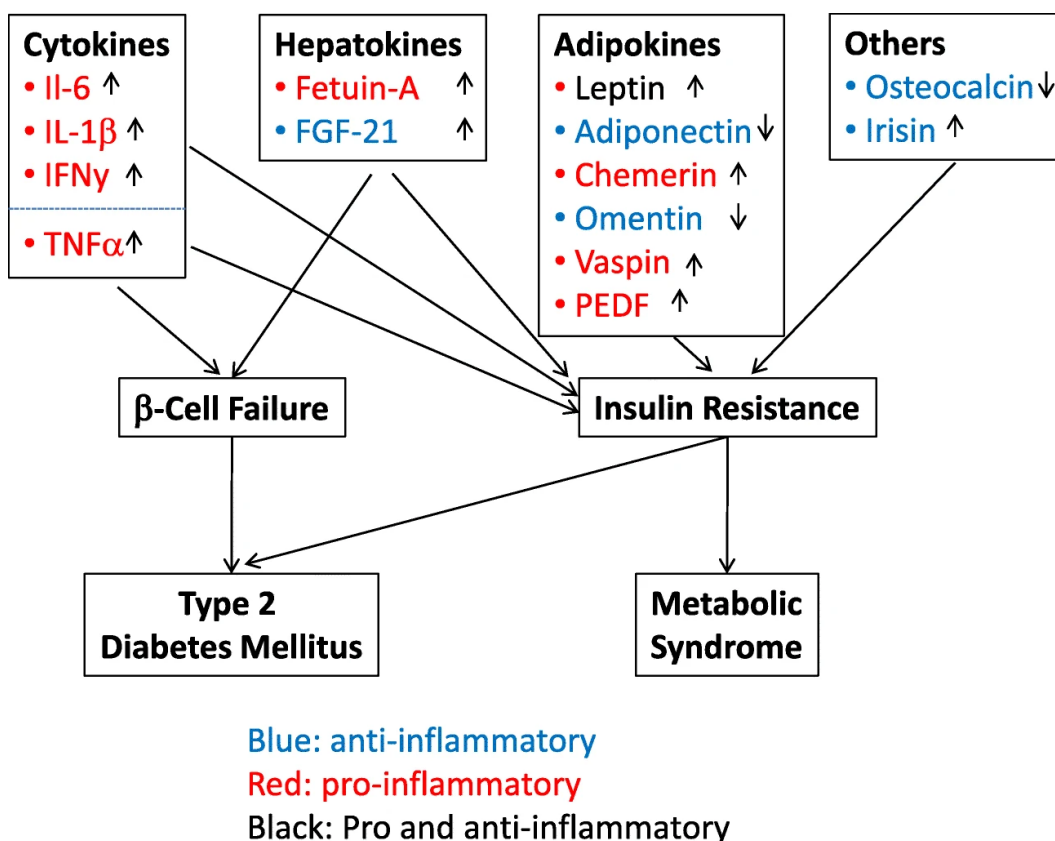 Cytokines
• Il-6 ↑
• IL-1β ↑
• IFNy ↑
• TNFα ↑
Hepatokines
• Fetuin-A ↑
• FGF-21 ↑
Adipokines
• Leptin ↑
• Adiponectin ↓
• Chemerin ↑
• Omentin ↓
• Vaspin ↑
• PEDF ↑
Others
• Osteocalcin ↓
• Irisin ↑
β-Cell Failure
Insulin Resistance
Type 2
Diabetes Mellitus
Metabolic
Syndrome
Blue: anti-inflammatory
Red: pro-inflammatory
Black: Pro and anti-inflammatory